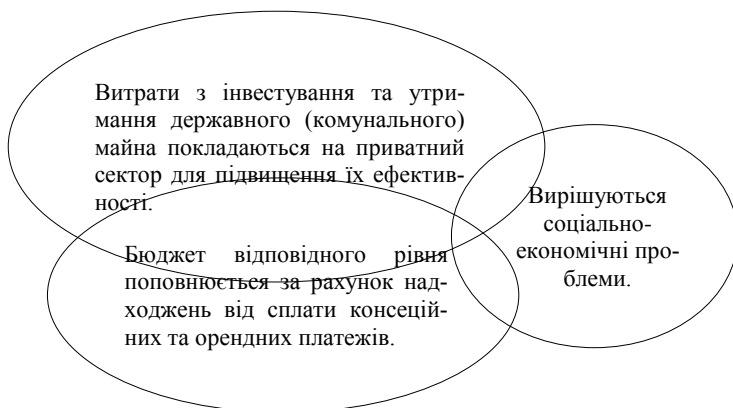 Витрати з інвестування та утри-
мання державного (комунального)
майна покладаються на приватний
сектор для підвищення їх ефектив-
ності.
Бюджет відповідного рівня
поповнюється за рахунок над-
ходжень від сплати консецій-
них та орендних платежів.
Вирішуються
соціально-
економічні про-
блеми.